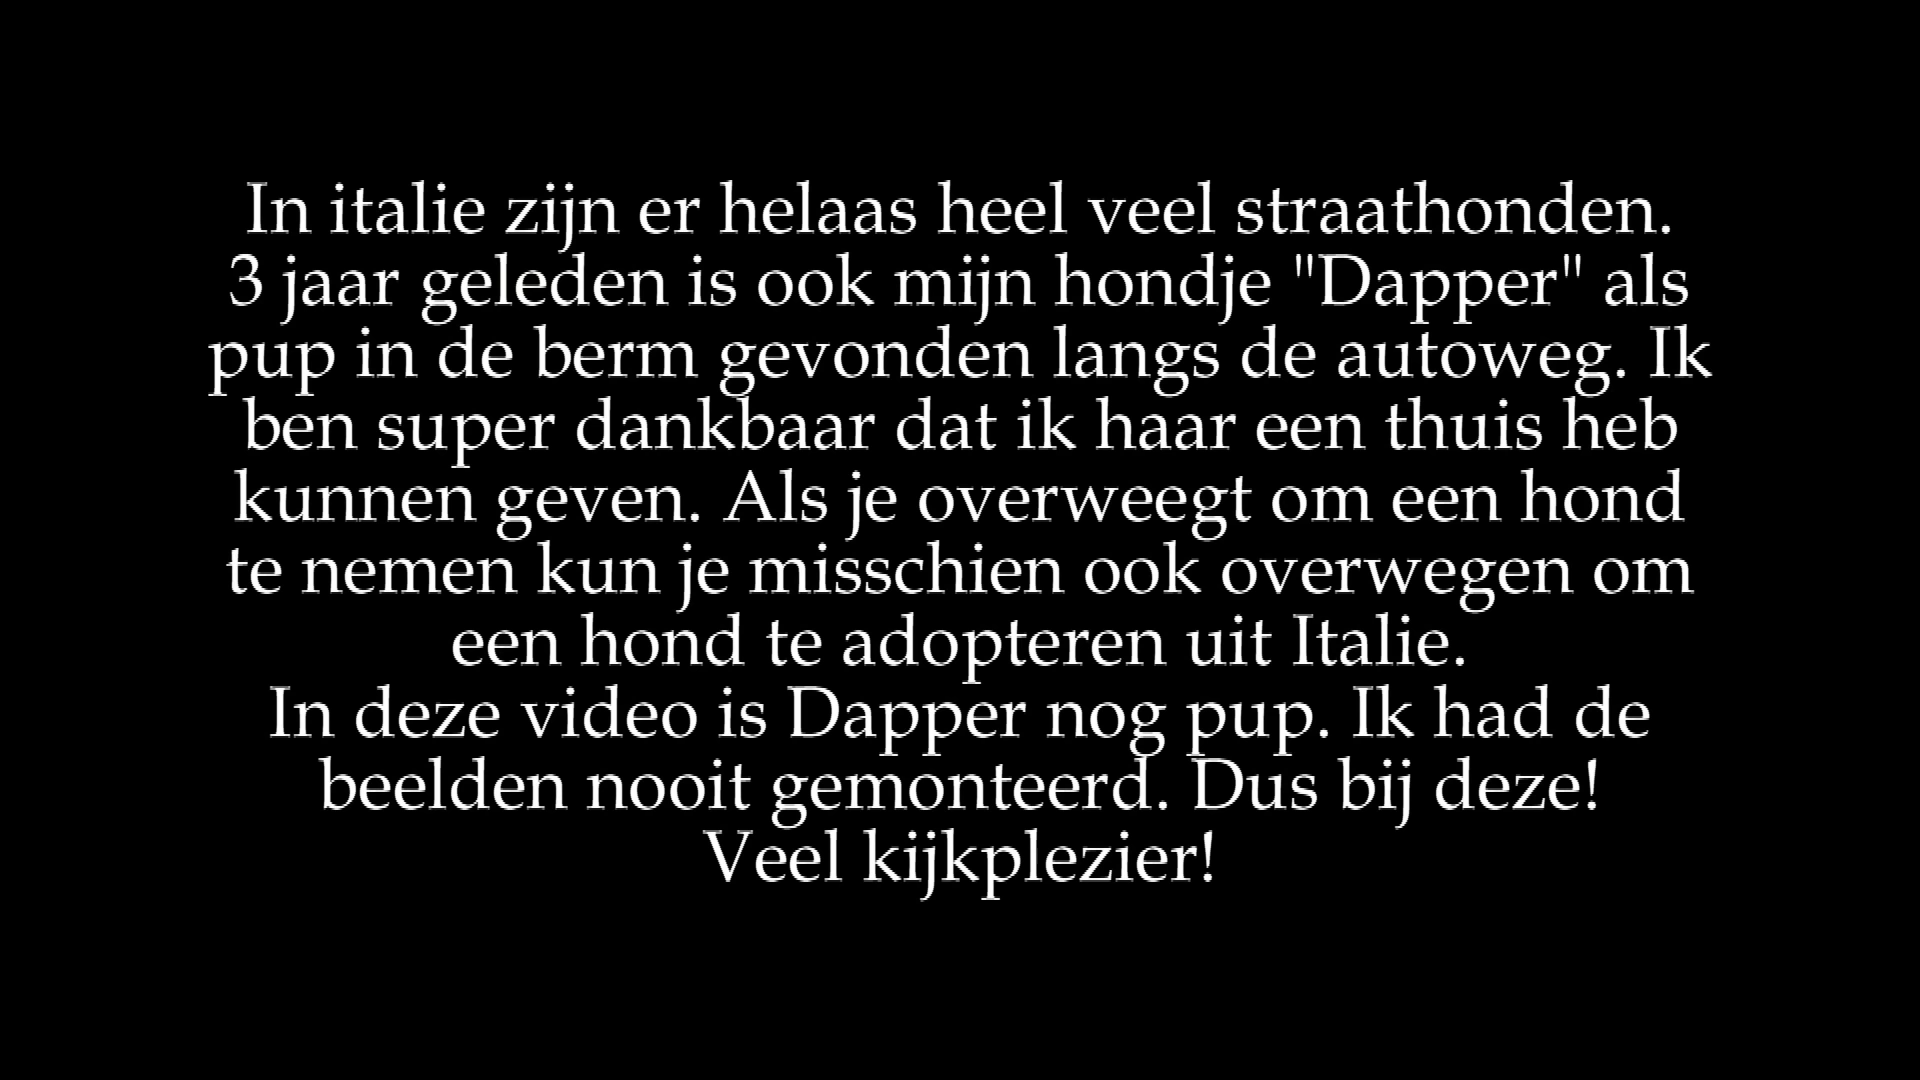 In italie zijn er helaas heel veel straathonden.
3 jaar geleden is ook mijn hondje "Dapper" als
pup in de berm gevonden langs de autoweg. Ik
ben super dankbaar dat ik haar een thuis heb
kunnen geven. Als je overweegt om een hond
te nemen kun je misschien ook overwegen om
een hond te adopteren uit Italie.
In deze video is Dapper nog pup. Ik had de
beelden nooit gemonteerd. Dus bij deze!
Veel kijkplezier!